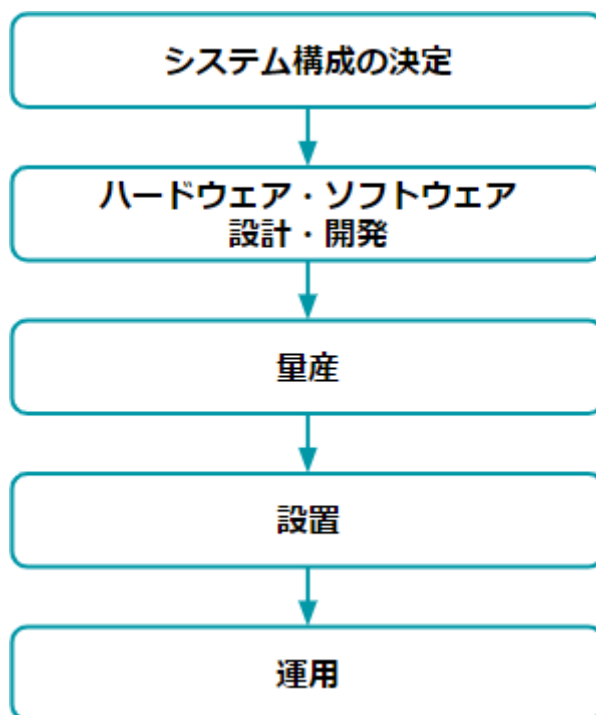 システム構成の決定
ハードウェア・ソフトウェア
設計・開発
量産
設置
運用